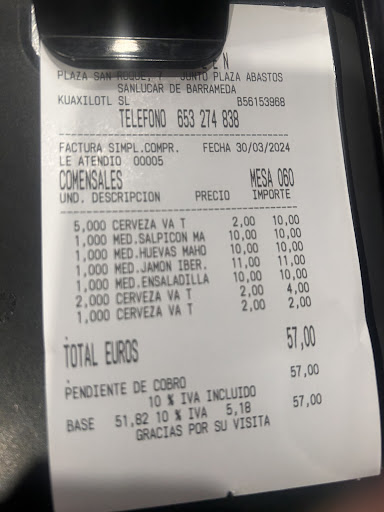 E N
PLAZA SAN ROQUE, 7 JUNTO PLAZA ABASTOS
SANLUCAR DE BARRAMEDA
KUAXILOTL SL B56153968
TELEFONO 653 274 838
FACTURA SIMPL.COMPR. FECHA 30/03/2024
LE ATENDIO 00005
COMENSALES MESA 060
UND. DESCRIPCION PRECIO IMPORTE
5,000 CERVEZA VA T 2,00 10,00
1,000 MED.SALPICON MA 10,00 10,00
1,000 MED.HUEVAS MAHO 10,00 10,00
1,000 MED.JAMON IBER. 11,00 11,00
1,000 MED.ENSALADILLA 10,00 10,00
2,000 CERVEZA VA T 2,00 4,00
1,000 CERVEZA VA T 2,00 2,00
TOTAL EUROS 57,00
PENDIENTE DE COBRO 57,00
10 % IVA INCLUIDO
BASE 51,82 10 % IVA 5,18 57,00
GRACIAS POR SU VISITA